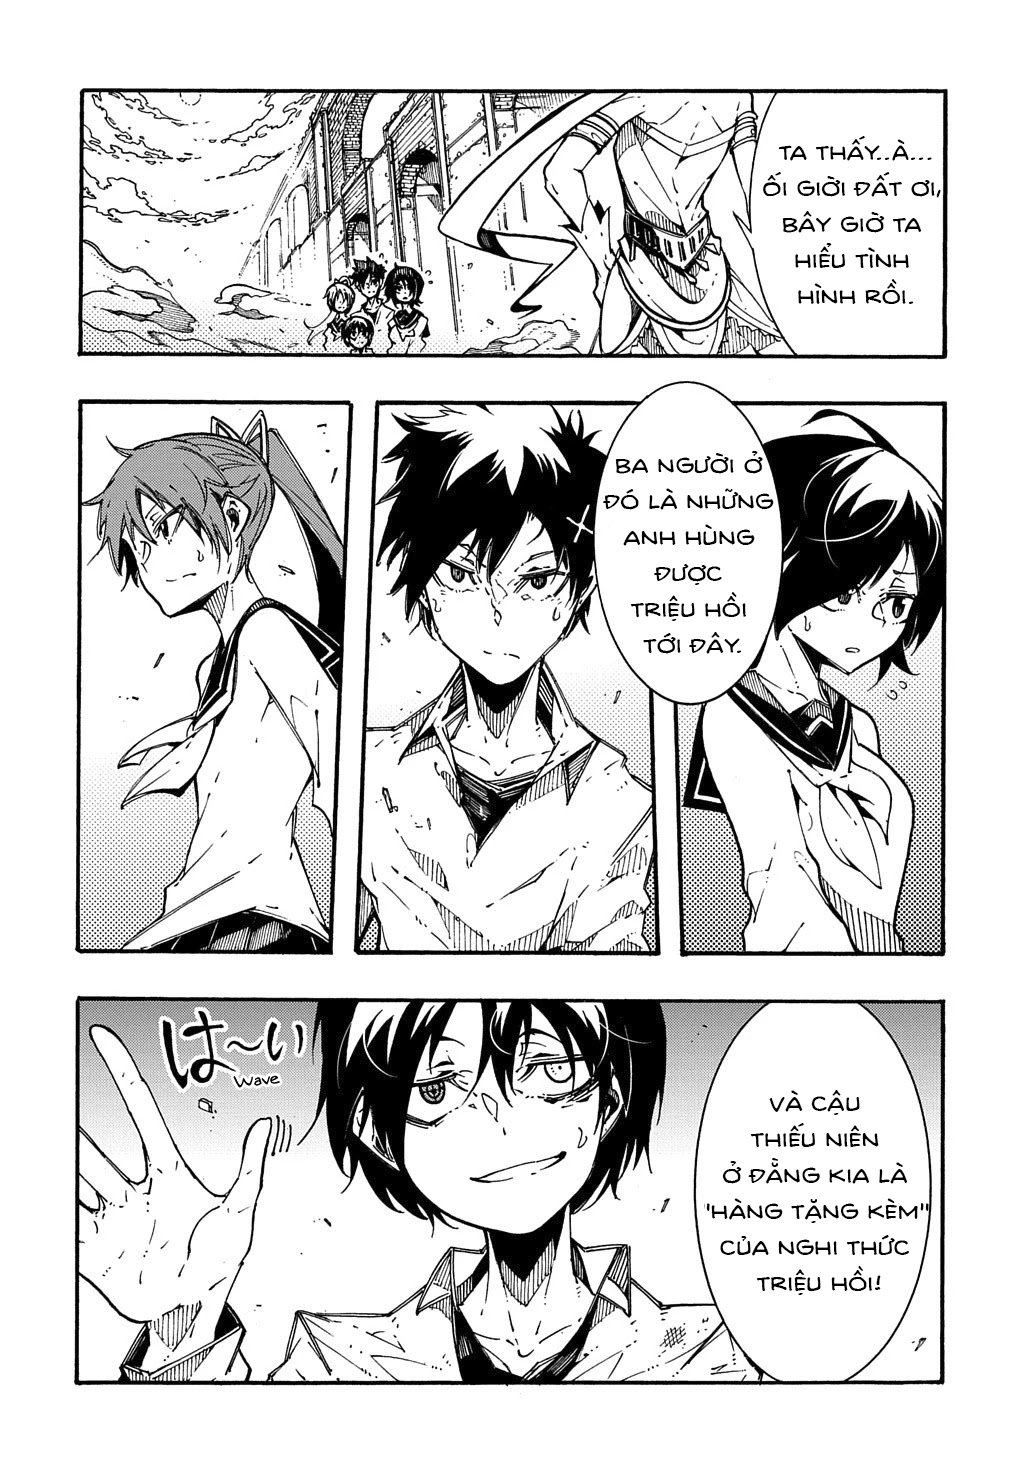 TA THẤY..À...
ỐI GIỜI ĐẤT ƠI,
BÂY GIỜ TA
HIỂU TÌNH
HÌNH RỒI.
BA NGƯỜI Ở
ĐÓ LÀ NHỮNG
ANH HÙNG
ĐƯỢC
TRIỆU HỒI
TỚI ĐÂY.
は〜い
Wave
VÀ CẬU
THIẾU NIÊN
Ở ĐẰNG KIA LÀ
"HÀNG TẶNG KÈM"
CỦA NGHI THỨC
TRIỆU HỒI!